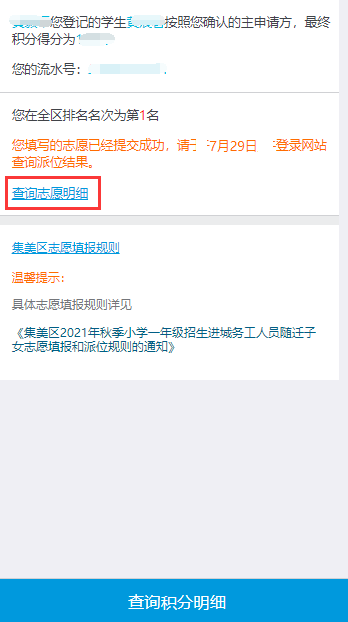 您登记的学生
按照您确认的主申请方，最终
积分得分为1
您的流水号：
您在全区排名名次为第1名
您填写的志愿已经提交成功，请于 7月29日 登录网站
查询派位结果。
查询志愿明细
集美区志愿填报规则
温馨提示：
具体志愿填报规则详见
《集美区2021年秋季小学一年级招生进城务工人员随迁子
女志愿填报和派位规则的通知》
查询积分明细